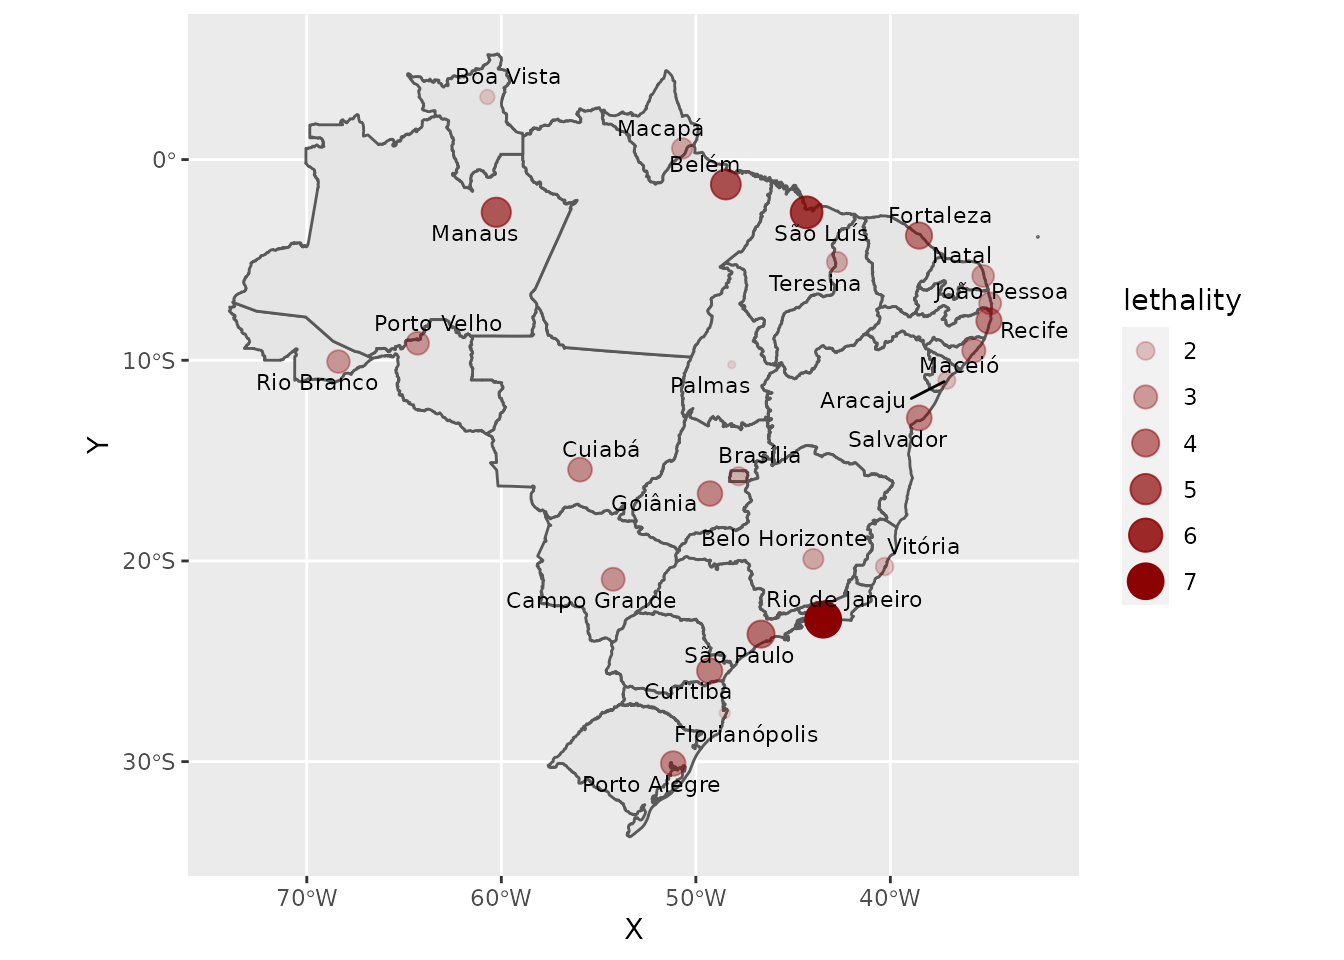 Boa Vista
Macapá
Belém
Manaus
São Luís
Fortaleza
Natal
Teresina
João Pessoa
Porto Velho
Recife
Rio Branco
Maceió
Palmas
Aracaju
Salvador
Cuiabá
Brasília
Goiânia
Belo Horizonte
Vitória
Campo Grande
Rio de Janeiro
São Paulo
Curitiba
Florianópolis
Porto Alegre
0°
10°S
20°S
30°S
Y
70°W
60°W
50°W
40°W
X
lethality
2
3
4
5
6
7